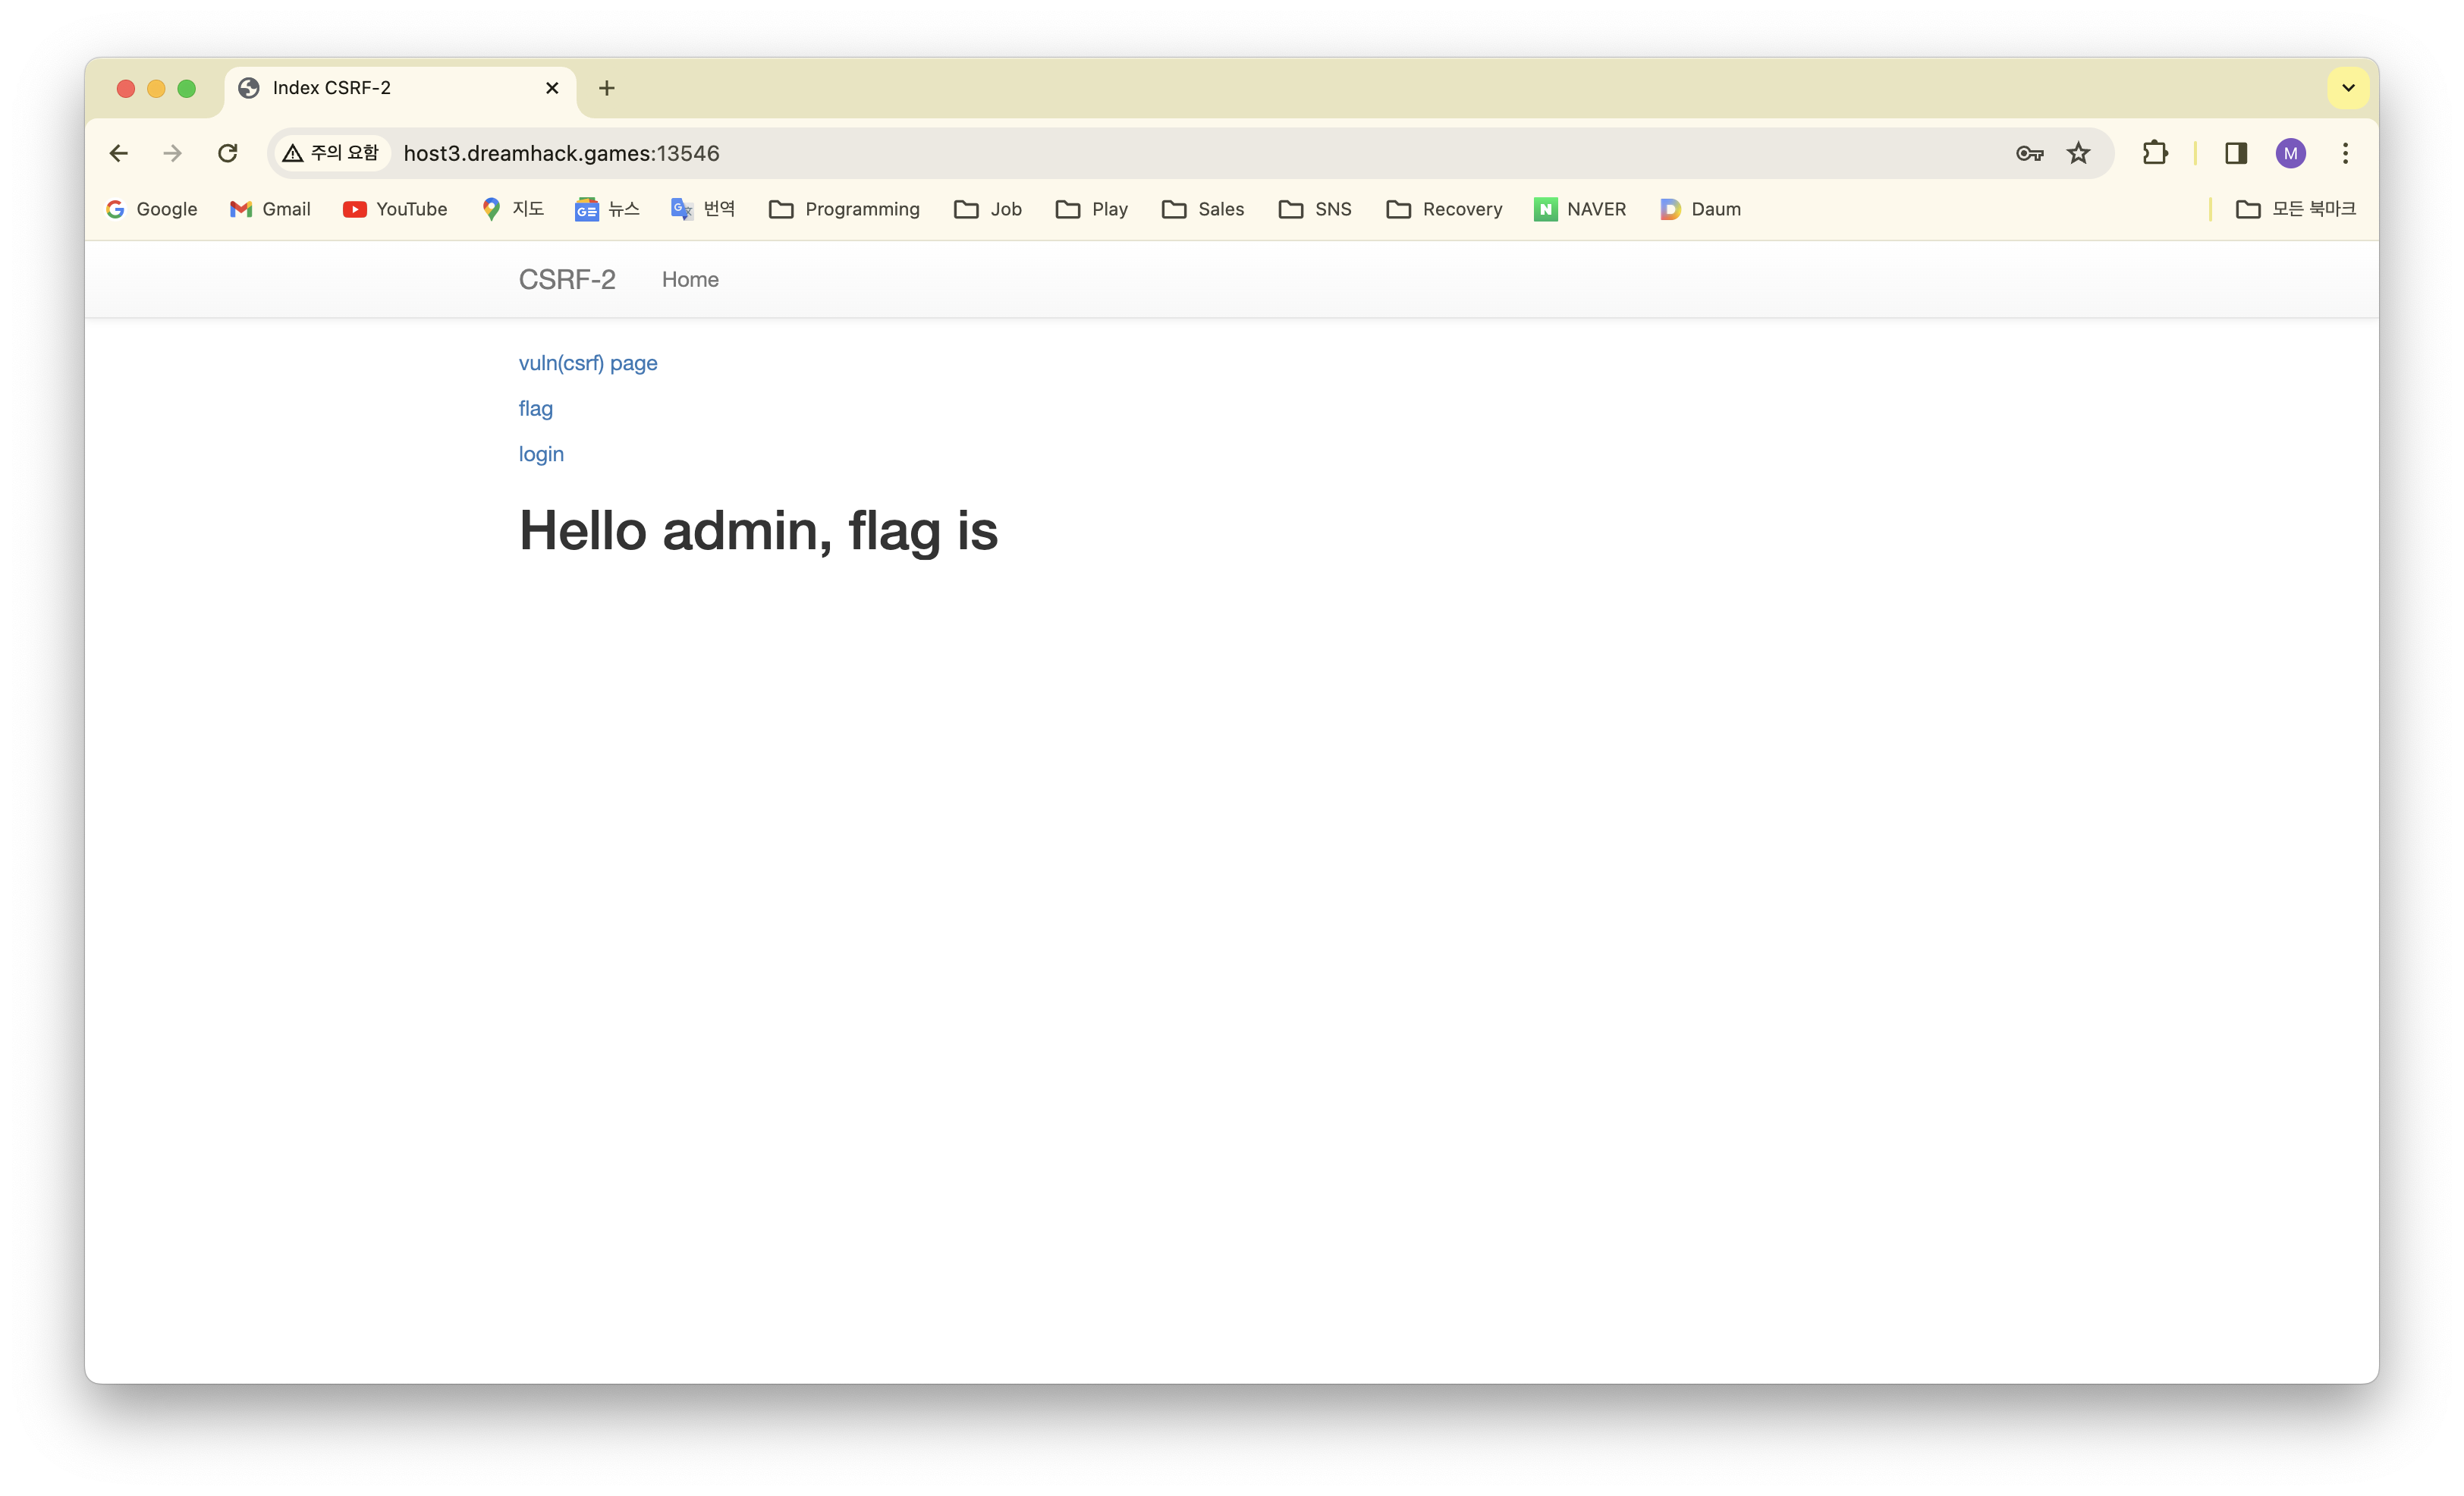 Index CSRF-2
주의 요함 host3.dreamhack.games:13546
M
Google Gmail YouTube 지도 뉴스 번역 Programming Job Play Sales SNS Recovery NAVER Daum 모든 북마크
CSRF-2 Home
vuln(csrf) page
flag
login
Hello admin, flag is